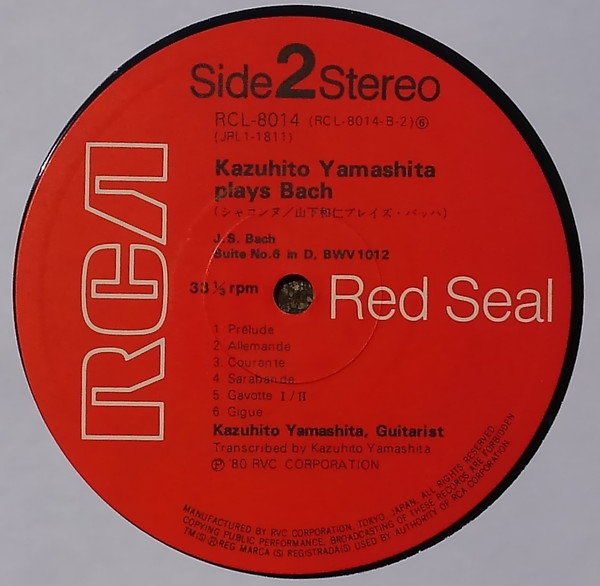 Side 2 Stereo
RCL-8014 (RCL-8014-B-2)⑥
(JRL1-1811)
Kazuhito Yamashita
plays Bach
(シャコンヌ/山下和仁プレイズ・バッハ)
J. S. Bach
Suite No.6 in D, BWV1012
33 1/3 rpm
RCA
Red Seal
1 Prélude
2 Allemande
3. Courante
4 Sarabande
5 Gavotte I/II
6 Gigue
Kazuhito Yamashita, Guitarist
Transcribed by Kazuhito Yamashita
Ⓟ '80 RVC CORPORATION
MANUFACTURED BY RVC CORPORATION, TOKYO, JAPAN, ALL RIGHTS RESERVED
COPYING PUBLIC PERFORMANCE, BROADCASTING OF THESE RECORDS ARE FORBIDDEN
TM(S) ® REG MARCA (S) REGISTRADA(S) USED BY AUTHORITY OF RCA CORPORATION